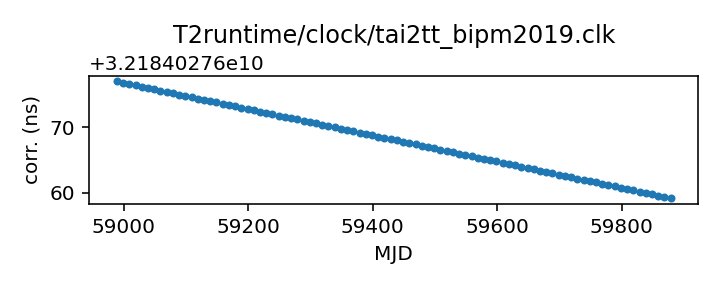 T2runtime/clock/tai2tt_bipm2019.clk
+3.21840276e10
corr. (ns)
70
60
59000 59200 59400 59600 59800
MJD